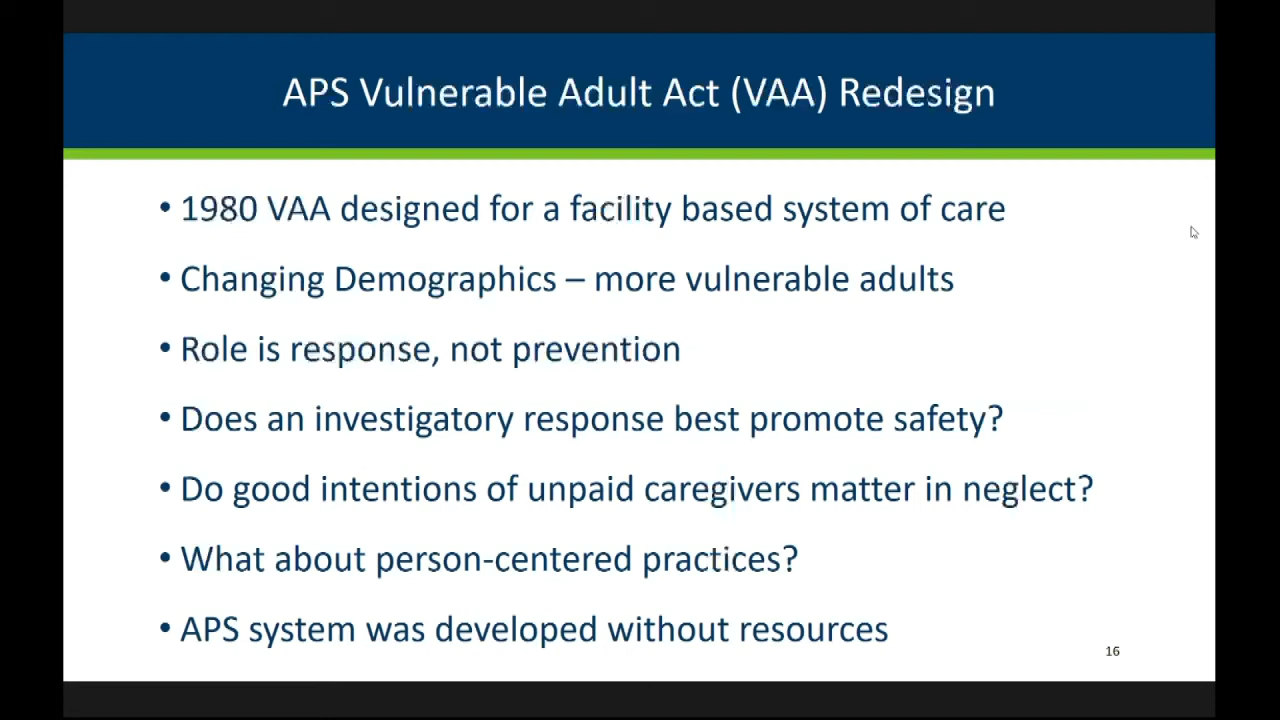 APS Vulnerable Adult Act (VAA) Redesign
• 1980 VAA designed for a facility based system of care
• Changing Demographics – more vulnerable adults
• Role is response, not prevention
• Does an investigatory response best promote safety?
• Do good intentions of unpaid caregivers matter in neglect?
• What about person-centered practices?
• APS system was developed without resources
16